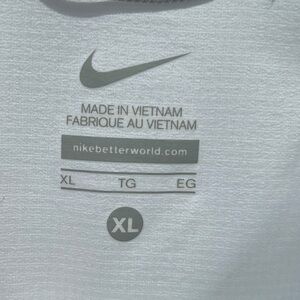 MADE IN VIETNAM
FABRIQUE AU VIETNAM
nikebetterworld.com
XL TG EG
XL